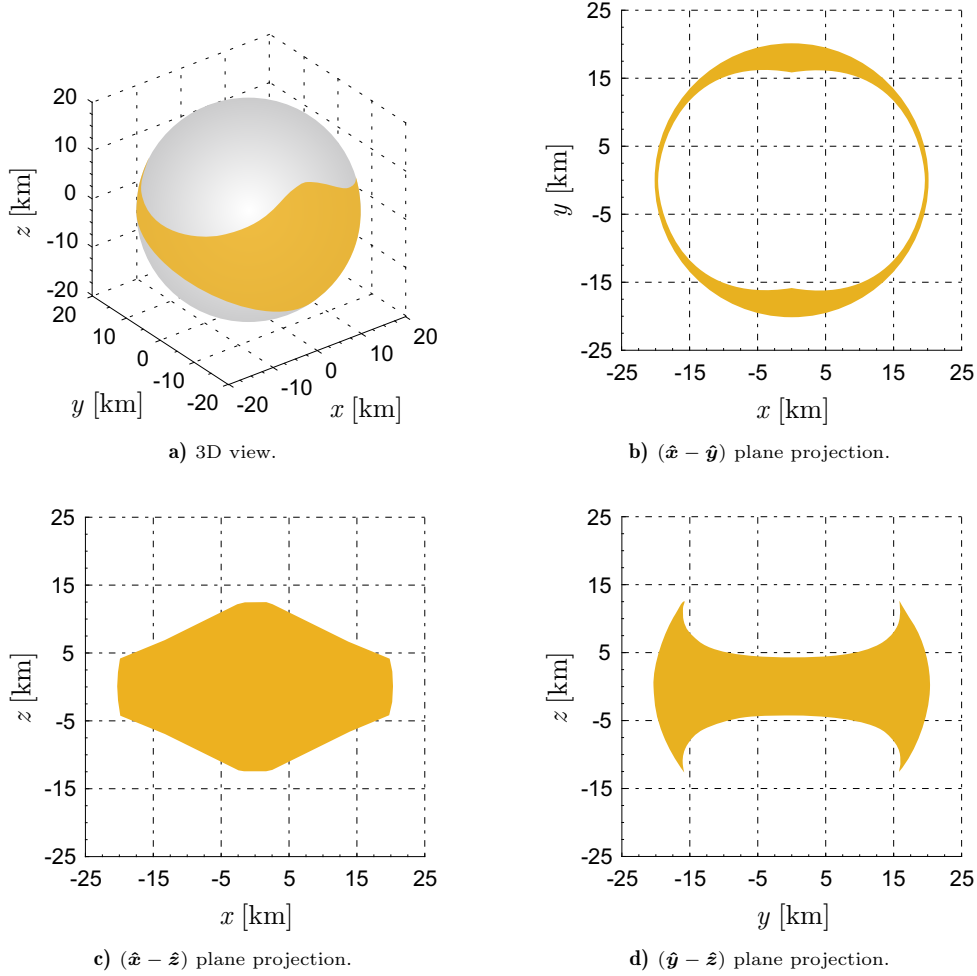 20
10
0
-10
-20
z [km]
20
10
0
-10
-20
y [km]
-20
-10
0
10
20
x [km]
a) 3D view.
25
15
5
-5
-15
-25
y [km]
-25 -15 -5 5 15 25
x [km]
b) (x̂ − ŷ) plane projection.
25
15
5
-5
-15
-25
z [km]
-25 -15 -5 5 15 25
x [km]
c) (x̂ − ẑ) plane projection.
25
15
5
-5
-15
-25
z [km]
-25 -15 -5 5 15 25
y [km]
d) (ŷ − ẑ) plane projection.